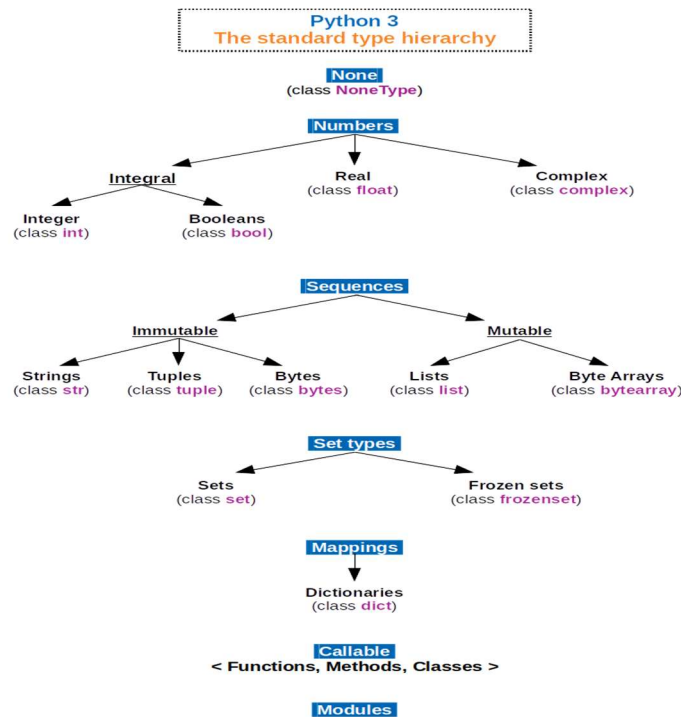 Python 3
The standard type hierarchy
None
(class NoneType)
Numbers
Integral
Real
(class float)
Complex
(class complex)
Integer
(class int)
Booleans
(class bool)
Sequences
Immutable
Mutable
Strings
(class str)
Tuples
(class tuple)
Bytes
(class bytes)
Lists
(class list)
Byte Arrays
(class bytearray)
Set types
Sets
(class set)
Frozen sets
(class frozenset)
Mappings
Dictionaries
(class dict)
Callable
< Functions, Methods, Classes >
Modules